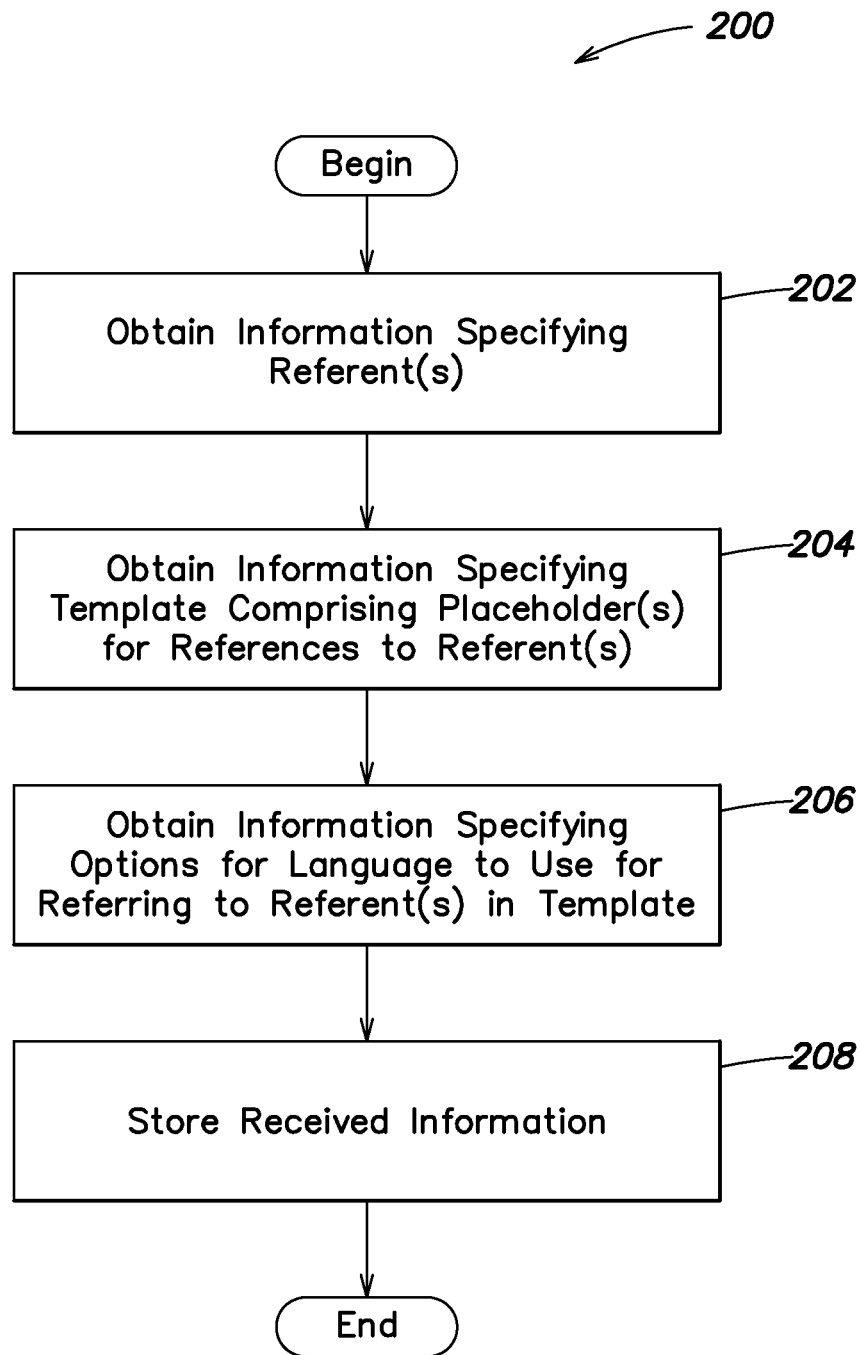 200
Begin
202
Obtain Information Specifying
Referent(s)
204
Obtain Information Specifying
Template Comprising Placeholder(s)
for References to Referent(s)
206
Obtain Information Specifying
Options for Language to Use for
Referring to Referent(s) in Template
208
Store Received Information
End